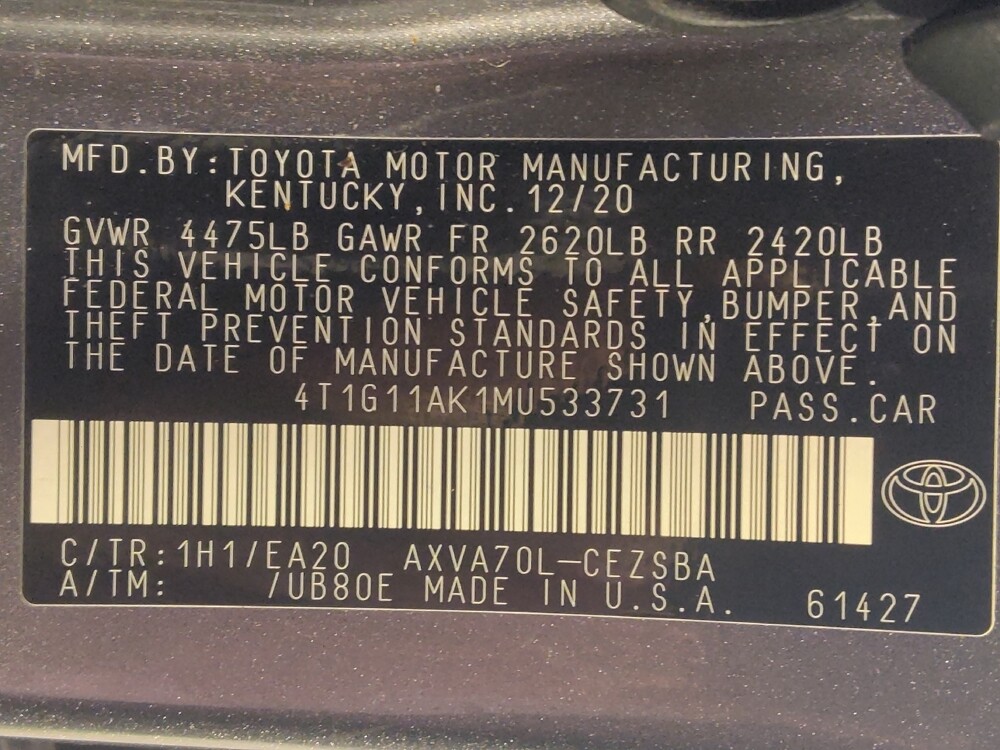 MFD.BY:TOYOTA MOTOR MANUFACTURING,
KENTUCKY,INC.12/20
GVWR 4475LB GAWR FR 2620LB RR 2420LB
THIS VEHICLE CONFORMS TO ALL APPLICABLE
FEDERAL MOTOR VEHICLE SAFETY,BUMPER,AND
THEFT PREVENTION STANDARDS IN EFFECT ON
THE DATE OF MANUFACTURE SHOWN ABOVE.
4T1G11AK1MU533731 PASS.CAR
C/TR:1H1/EA20 AXVA70L-CEZSBA
A/TM: /UB80E MADE IN U.S.A. 61427